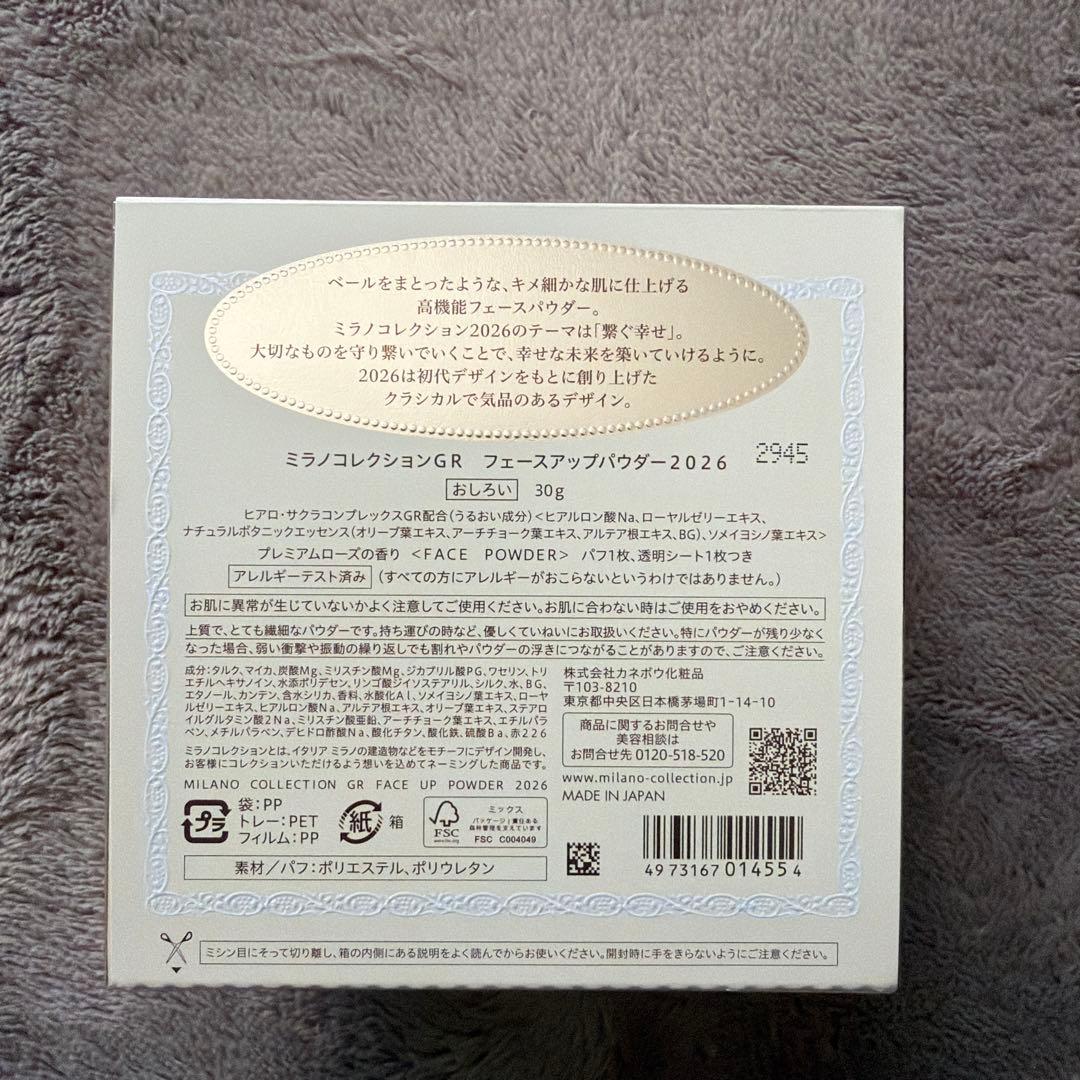 ベールをまとったような、キメ細かな肌に仕上げる
高機能フェースパウダー。
ミラノコレクション2026のテーマは「繋ぐ幸せ」。
大切なものを守り繋いでいくことで、幸せな未来を築いていけるように。
2026は初代デザインをもとに創り上げた
クラシカルで気品のあるデザイン。
ミラノコレクションGR　フェースアップパウダー2026
2945
おしろい 30g
ヒアロ・サクラコンプレックスGR配合(うるおい成分)<ヒアルロン酸Na、ローヤルゼリーエキス、
ナチュラルボタニックエッセンス(オリーブ葉エキス、アーチチョーク葉エキス、アルテア根エキス、BG)、ソメイヨシノ葉エキス>
プレミアムローズの香り <FACE POWDER> パフ1枚、透明シート1枚つき
アレルギーテスト済み (すべての方にアレルギーがおこらないというわけではありません。)
お肌に異常が生じていないかよく注意してご使用ください。お肌に合わない時はご使用をおやめください。
上質で、とても繊細なパウダーです。持ち運びの時など、優しくていねいにお取扱いください。特にパウダーが残り少なく
なった場合、弱い衝撃や振動の繰り返しでも割れやパウダーの浮きにつながることがありますので、ご注意ください。
成分:タルク、マイカ、炭酸Mg、ミリスチン酸Mg、ジカプリル酸PG、ワセリン、トリ
エチルヘキサノイン、水添ポリデセン、リンゴ酸ジイソステアリル、シルク、水、BG、
エタノール、カンテン、含水シリカ、香料、水酸化Al、ソメイヨシノ葉エキス、ローヤ
ルゼリーエキス、ヒアルロン酸Na、アルテア根エキス、オリーブ葉エキス、ステアロ
イルグルタミン酸2Na、ミリスチン酸亜鉛、アーチチョーク葉エキス、エチルパラ
ベン、メチルパラベン、デヒドロ酢酸Na、酸化チタン、酸化鉄、硫酸Ba、赤226
ミラノコレクションとは、イタリア ミラノの建造物などをモチーフにデザイン開発し、
お客様にコレクションいただけるよう想いを込めてネーミングした商品です。
MILANO COLLECTION GR FACE UP POWDER 2026
株式会社カネボウ化粧品
〒103-8210
東京都中央区日本橋茅場町1-14-10
商品に関するお問合せや
美容相談は
お問合せ先 0120-518-520
www.milano-collection.jp
MADE IN JAPAN
プラ
袋:PP
トレー:PET
フィルム:PP
紙 箱
FSC
www.fsc.org
ミックス
パッケージ | 責任ある
森林管理を支えています
FSC C004049
素材/パフ:ポリエステル、ポリウレタン
4973167014554
ミシン目にそって切り離し、箱の内側にある説明をよく読んでからお使いください。開封時に手をきらないようにご注意ください。